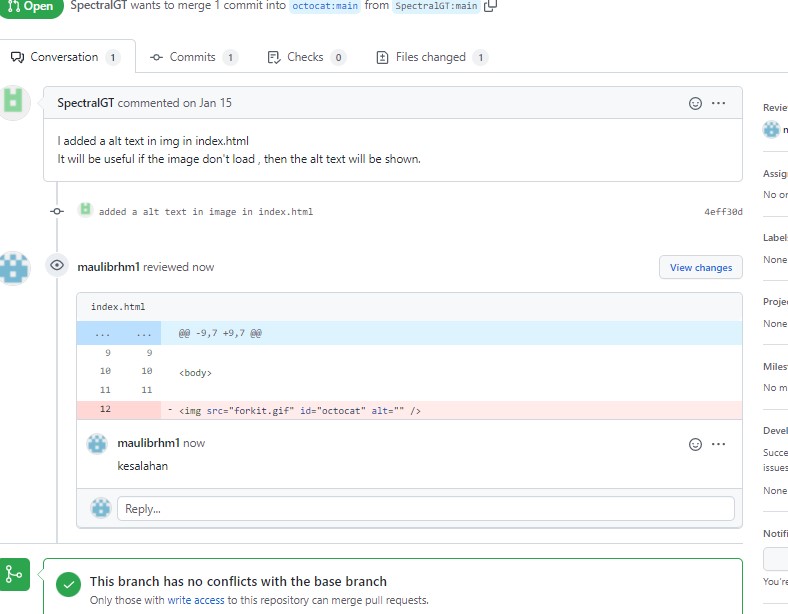 Open SpectralGT wants to merge 1 commit into octocat:main from SpectralGT:main
Conversation 1 Commits 1 Checks 0 Files changed 1
SpectralGT commented on Jan 15
I added a alt text in img in index.html
It will be useful if the image don't load , then the alt text will be shown.
added a alt text in image in index.html 4eff30d
maulibrhm1 reviewed now View changes
index.html
... ... @@ -9,7 +9,7 @@
9 9
10 10 <body>
11 11
12 - <img src="forkit.gif" id="octocat" alt="" />
maulibrhm1 now
kesalahan
Reply...
This branch has no conflicts with the base branch
Only those with write access to this repository can merge pull requests.
Revie
m
Assig
No or
Label
None
Proje
None
Miles
No m
Devel
Succe
issues
None
Notifi
You're